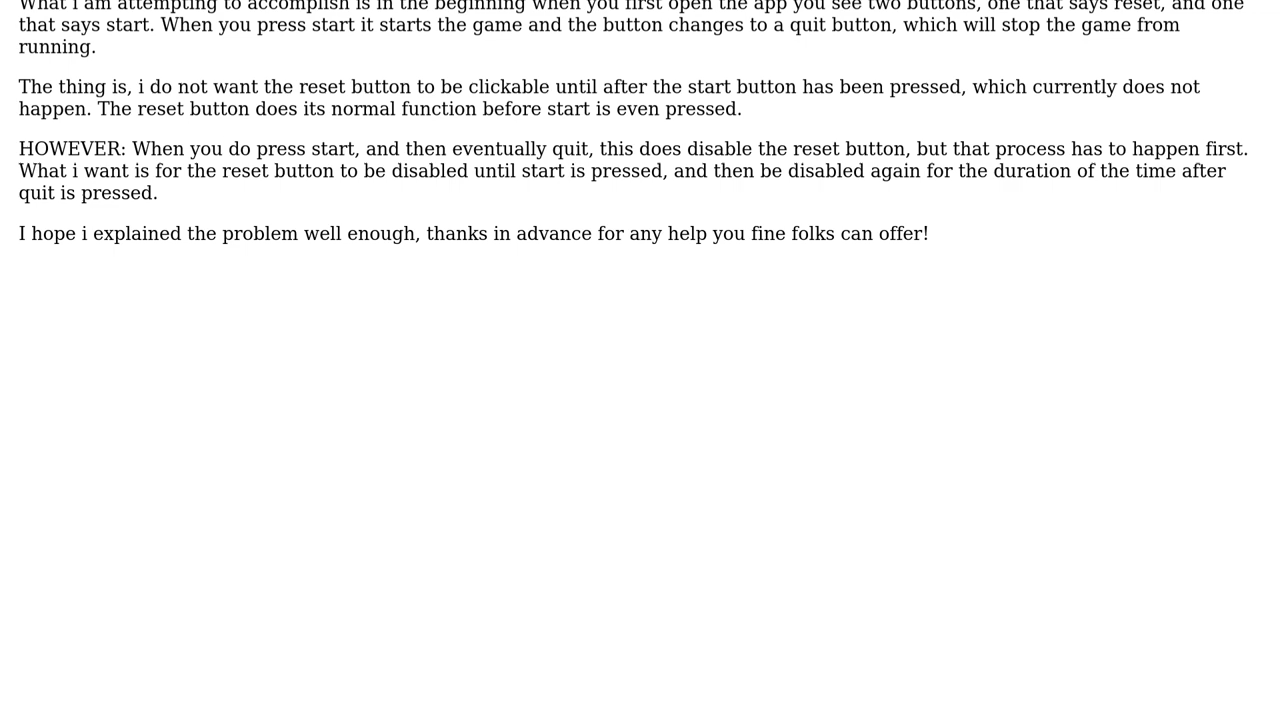 What i am attempting to accomplish is in the beginning when you first open the app you see two buttons, one that says reset, and one
that says start. When you press start it starts the game and the button changes to a quit button, which will stop the game from
running.
The thing is, i do not want the reset button to be clickable until after the start button has been pressed, which currently does not
happen. The reset button does its normal function before start is even pressed.
HOWEVER: When you do press start, and then eventually quit, this does disable the reset button, but that process has to happen first.
What i want is for the reset button to be disabled until start is pressed, and then be disabled again for the duration of the time after
quit is pressed.
I hope i explained the problem well enough, thanks in advance for any help you fine folks can offer!